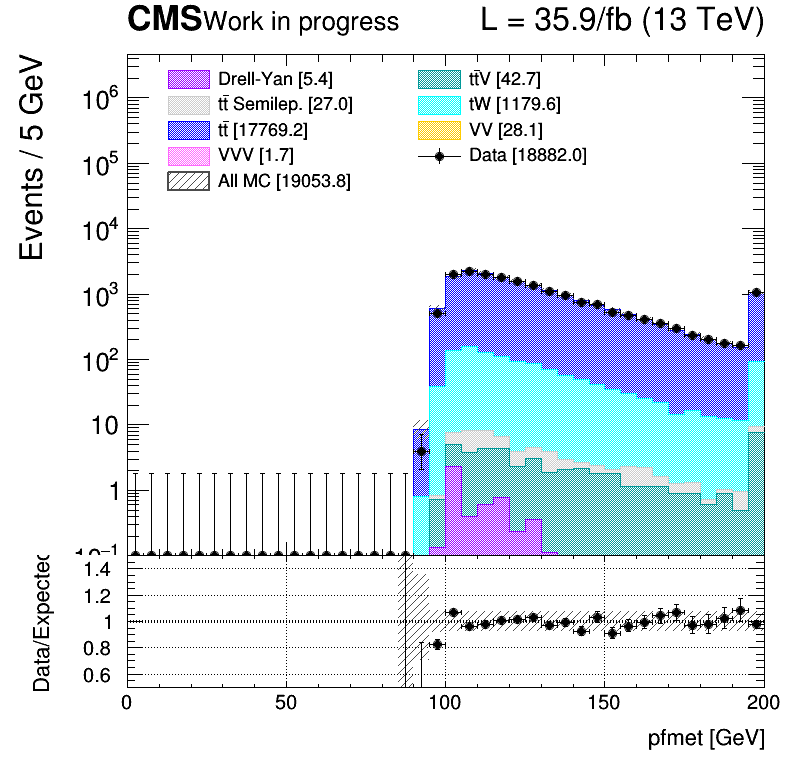 CMS Work in progress L = 35.9/fb (13 TeV)
Drell-Yan [5.4] tt̄V [42.7]
tt̄ Semilep. [27.0] tW [1179.6]
tt̄ [17769.2] VV [28.1]
VVV [1.7] Data [18882.0]
All MC [19053.8]
Events / 5 GeV
10⁶
10⁵
10⁴
10³
10²
10
1
10⁻¹
Data/Expected
1.4
1.2
1
0.8
0.6
0 50 100 150 200
pfmet [GeV]